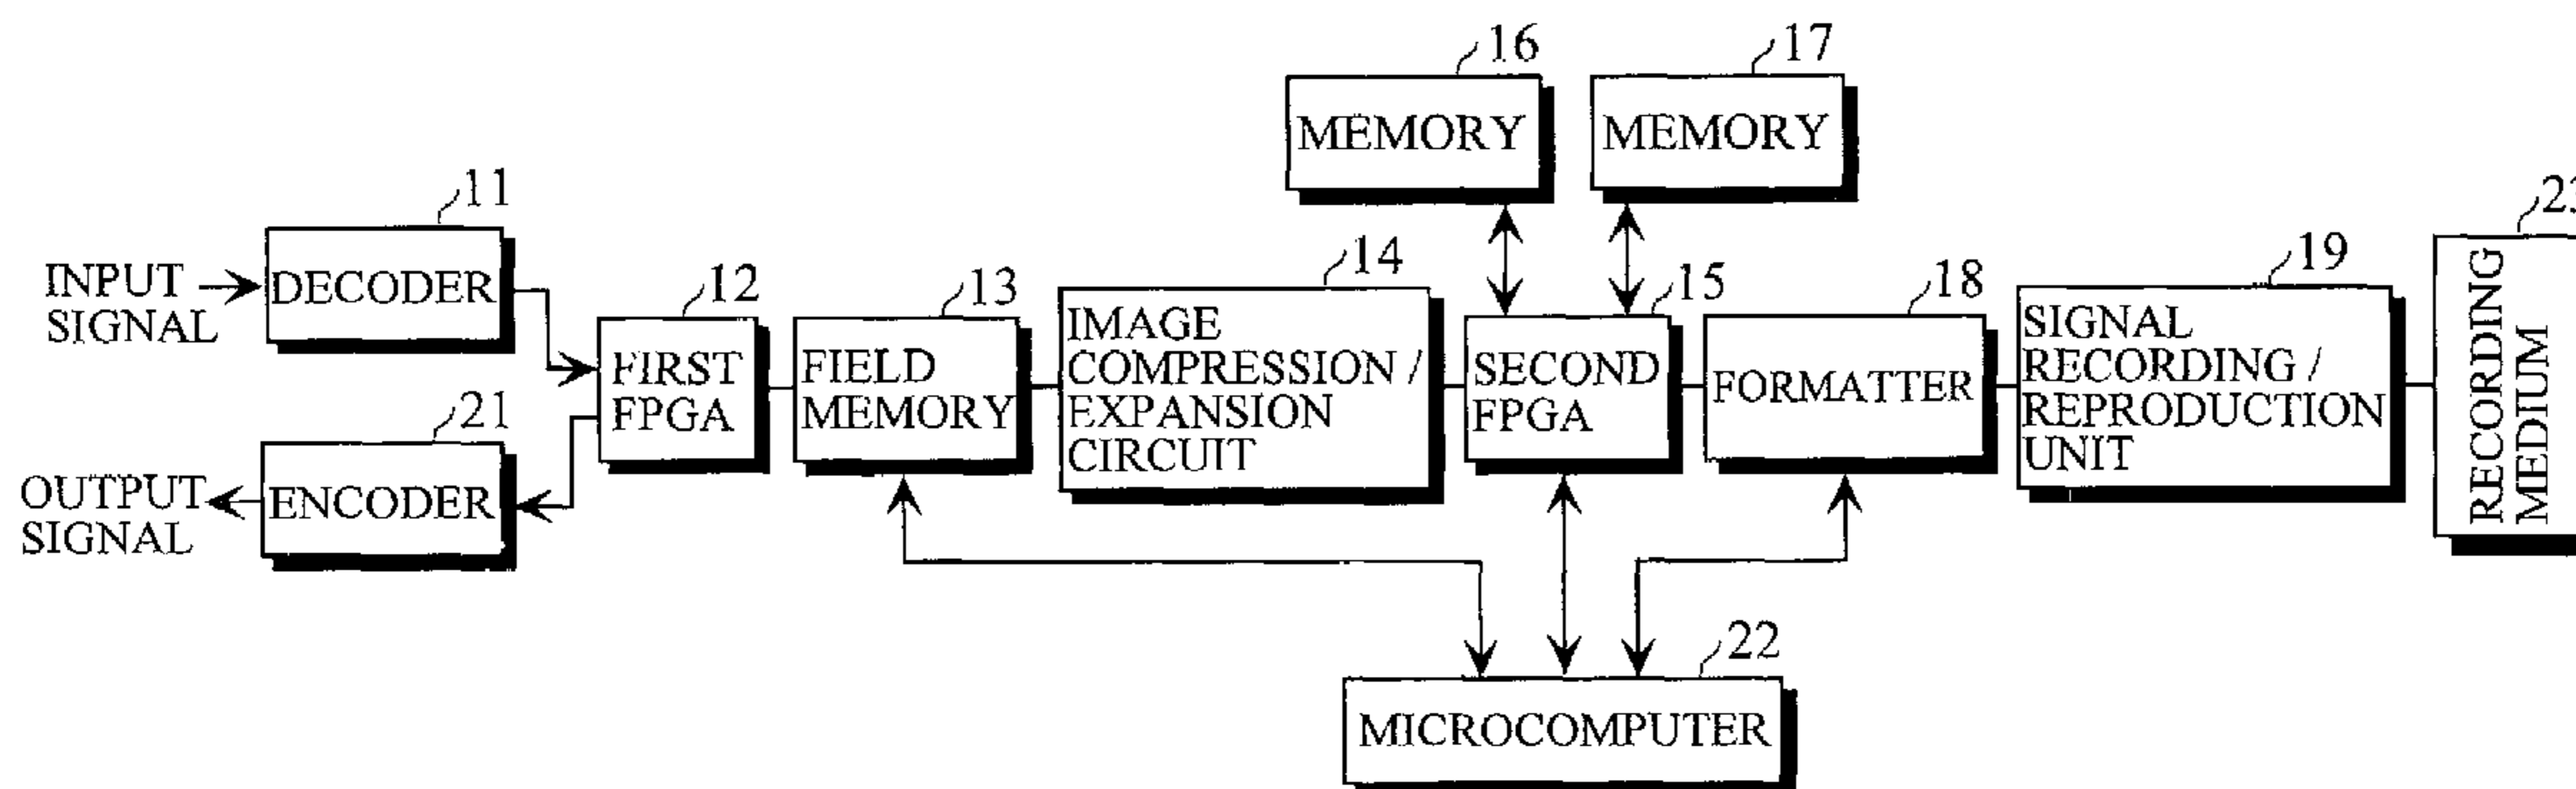 16
17
MEMORY
MEMORY
11
INPUT
SIGNAL
DECODER
12
FIRST
FPGA
13
FIELD
MEMORY
14
IMAGE
COMPRESSION /
EXPANSION
CIRCUIT
15
SECOND
FPGA
18
FORMATTER
19
SIGNAL
RECORDING /
REPRODUCTION
UNIT
23
RECORDING
MEDIUM
21
OUTPUT
SIGNAL
ENCODER
22
MICROCOMPUTER